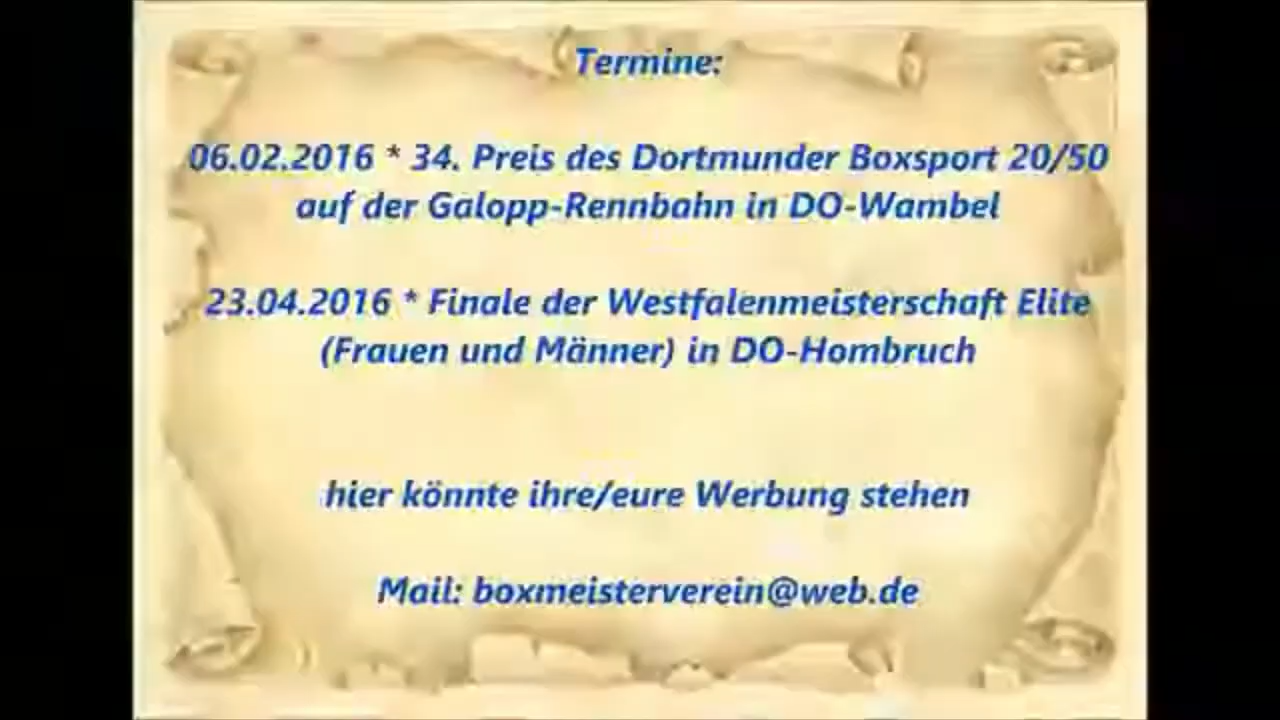 Termine:
06.02.2016 * 34. Preis des Dortmunder Boxsport 20/50
auf der Galopp-Rennbahn in DO-Wambel
23.04.2016 * Finale der Westfalenmeisterschaft Elite
(Frauen und Männer) in DO-Hombruch
hier könnte ihre/eure Werbung stehen
Mail: boxmeisterverein@web.de